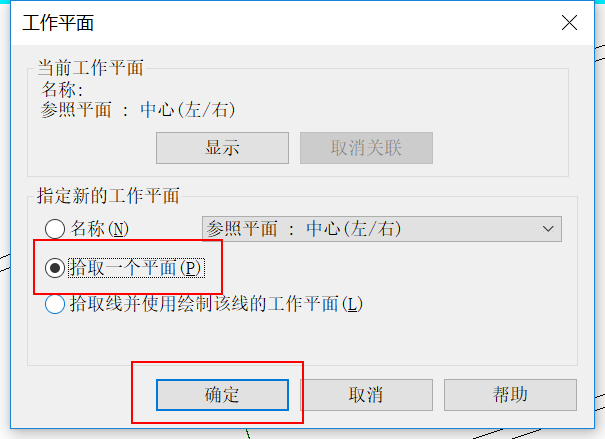 工作平面
当前工作平面
名称:
参照平面 : 中心(左/右)
显示 取消关联
指定新的工作平面
名称(N) 参照平面 : 中心(左/右)
拾取一个平面(P)
拾取线并使用绘制该线的工作平面(L)
确定 取消 帮助